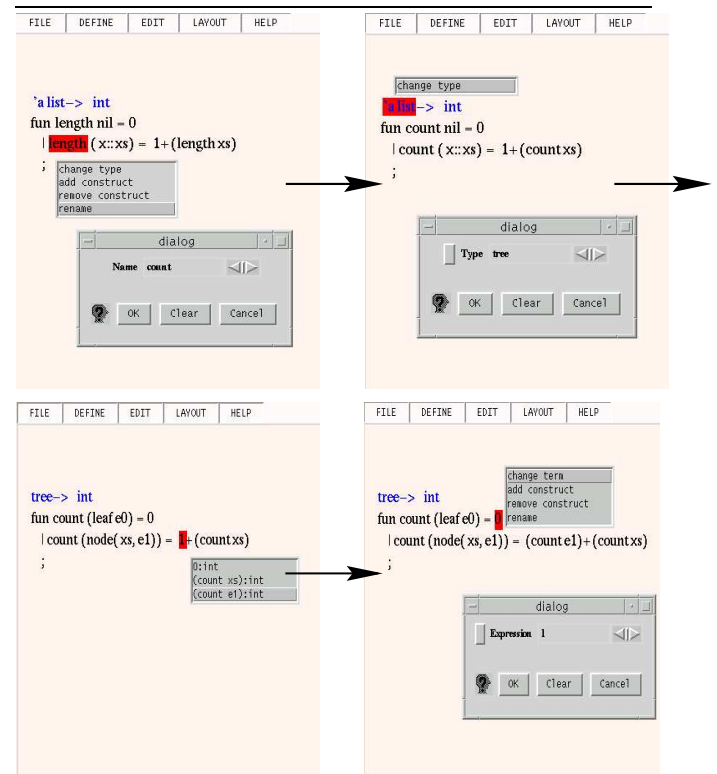 FILE DEFINE EDIT LAYOUT HELP
'a list–> int
fun length nil = 0
| length ( x::xs) = 1+(length xs)
;
change type
add construct
remove construct
rename
dialog
Name count
OK Clear Cancel
FILE DEFINE EDIT LAYOUT HELP
change type
'a list–> int
fun count nil = 0
| count ( x::xs) = 1+(count xs)
;
dialog
Type tree
OK Clear Cancel
FILE DEFINE EDIT LAYOUT HELP
tree–> int
fun count (leaf e0) = 0
| count (node( xs, e1)) = 1+(count xs)
;
0:int
(count xs):int
(count e1):int
FILE DEFINE EDIT LAYOUT HELP
change term
add construct
remove construct
rename
tree–> int
fun count (leaf e0) = 0
| count (node( xs, e1)) = (count e1)+(count xs)
;
dialog
Expression 1
OK Clear Cancel